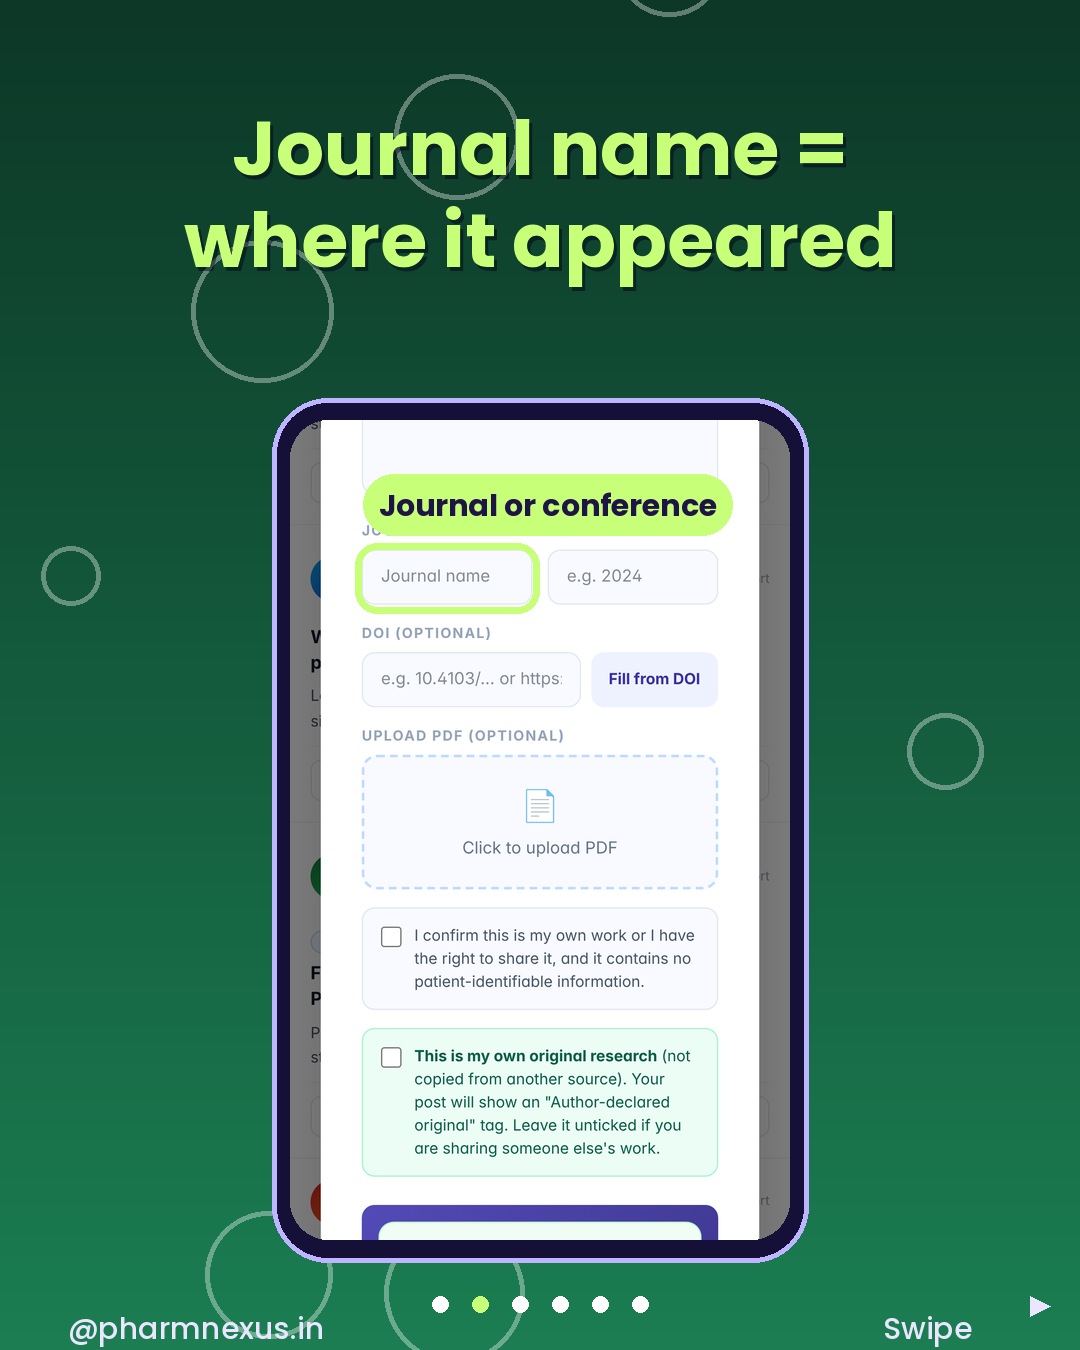 Journal name =
where it appeared
Journal or conference
Journal name
e.g. 2024
DOI (OPTIONAL)
e.g. 10.4103/... or https:
Fill from DOI
UPLOAD PDF (OPTIONAL)
Click to upload PDF
I confirm this is my own work or I have
the right to share it, and it contains no
patient-identifiable information.
This is my own original research (not
copied from another source). Your
post will show an "Author-declared
original" tag. Leave it unticked if you
are sharing someone else's work.
@pharmnexus.in
Swipe